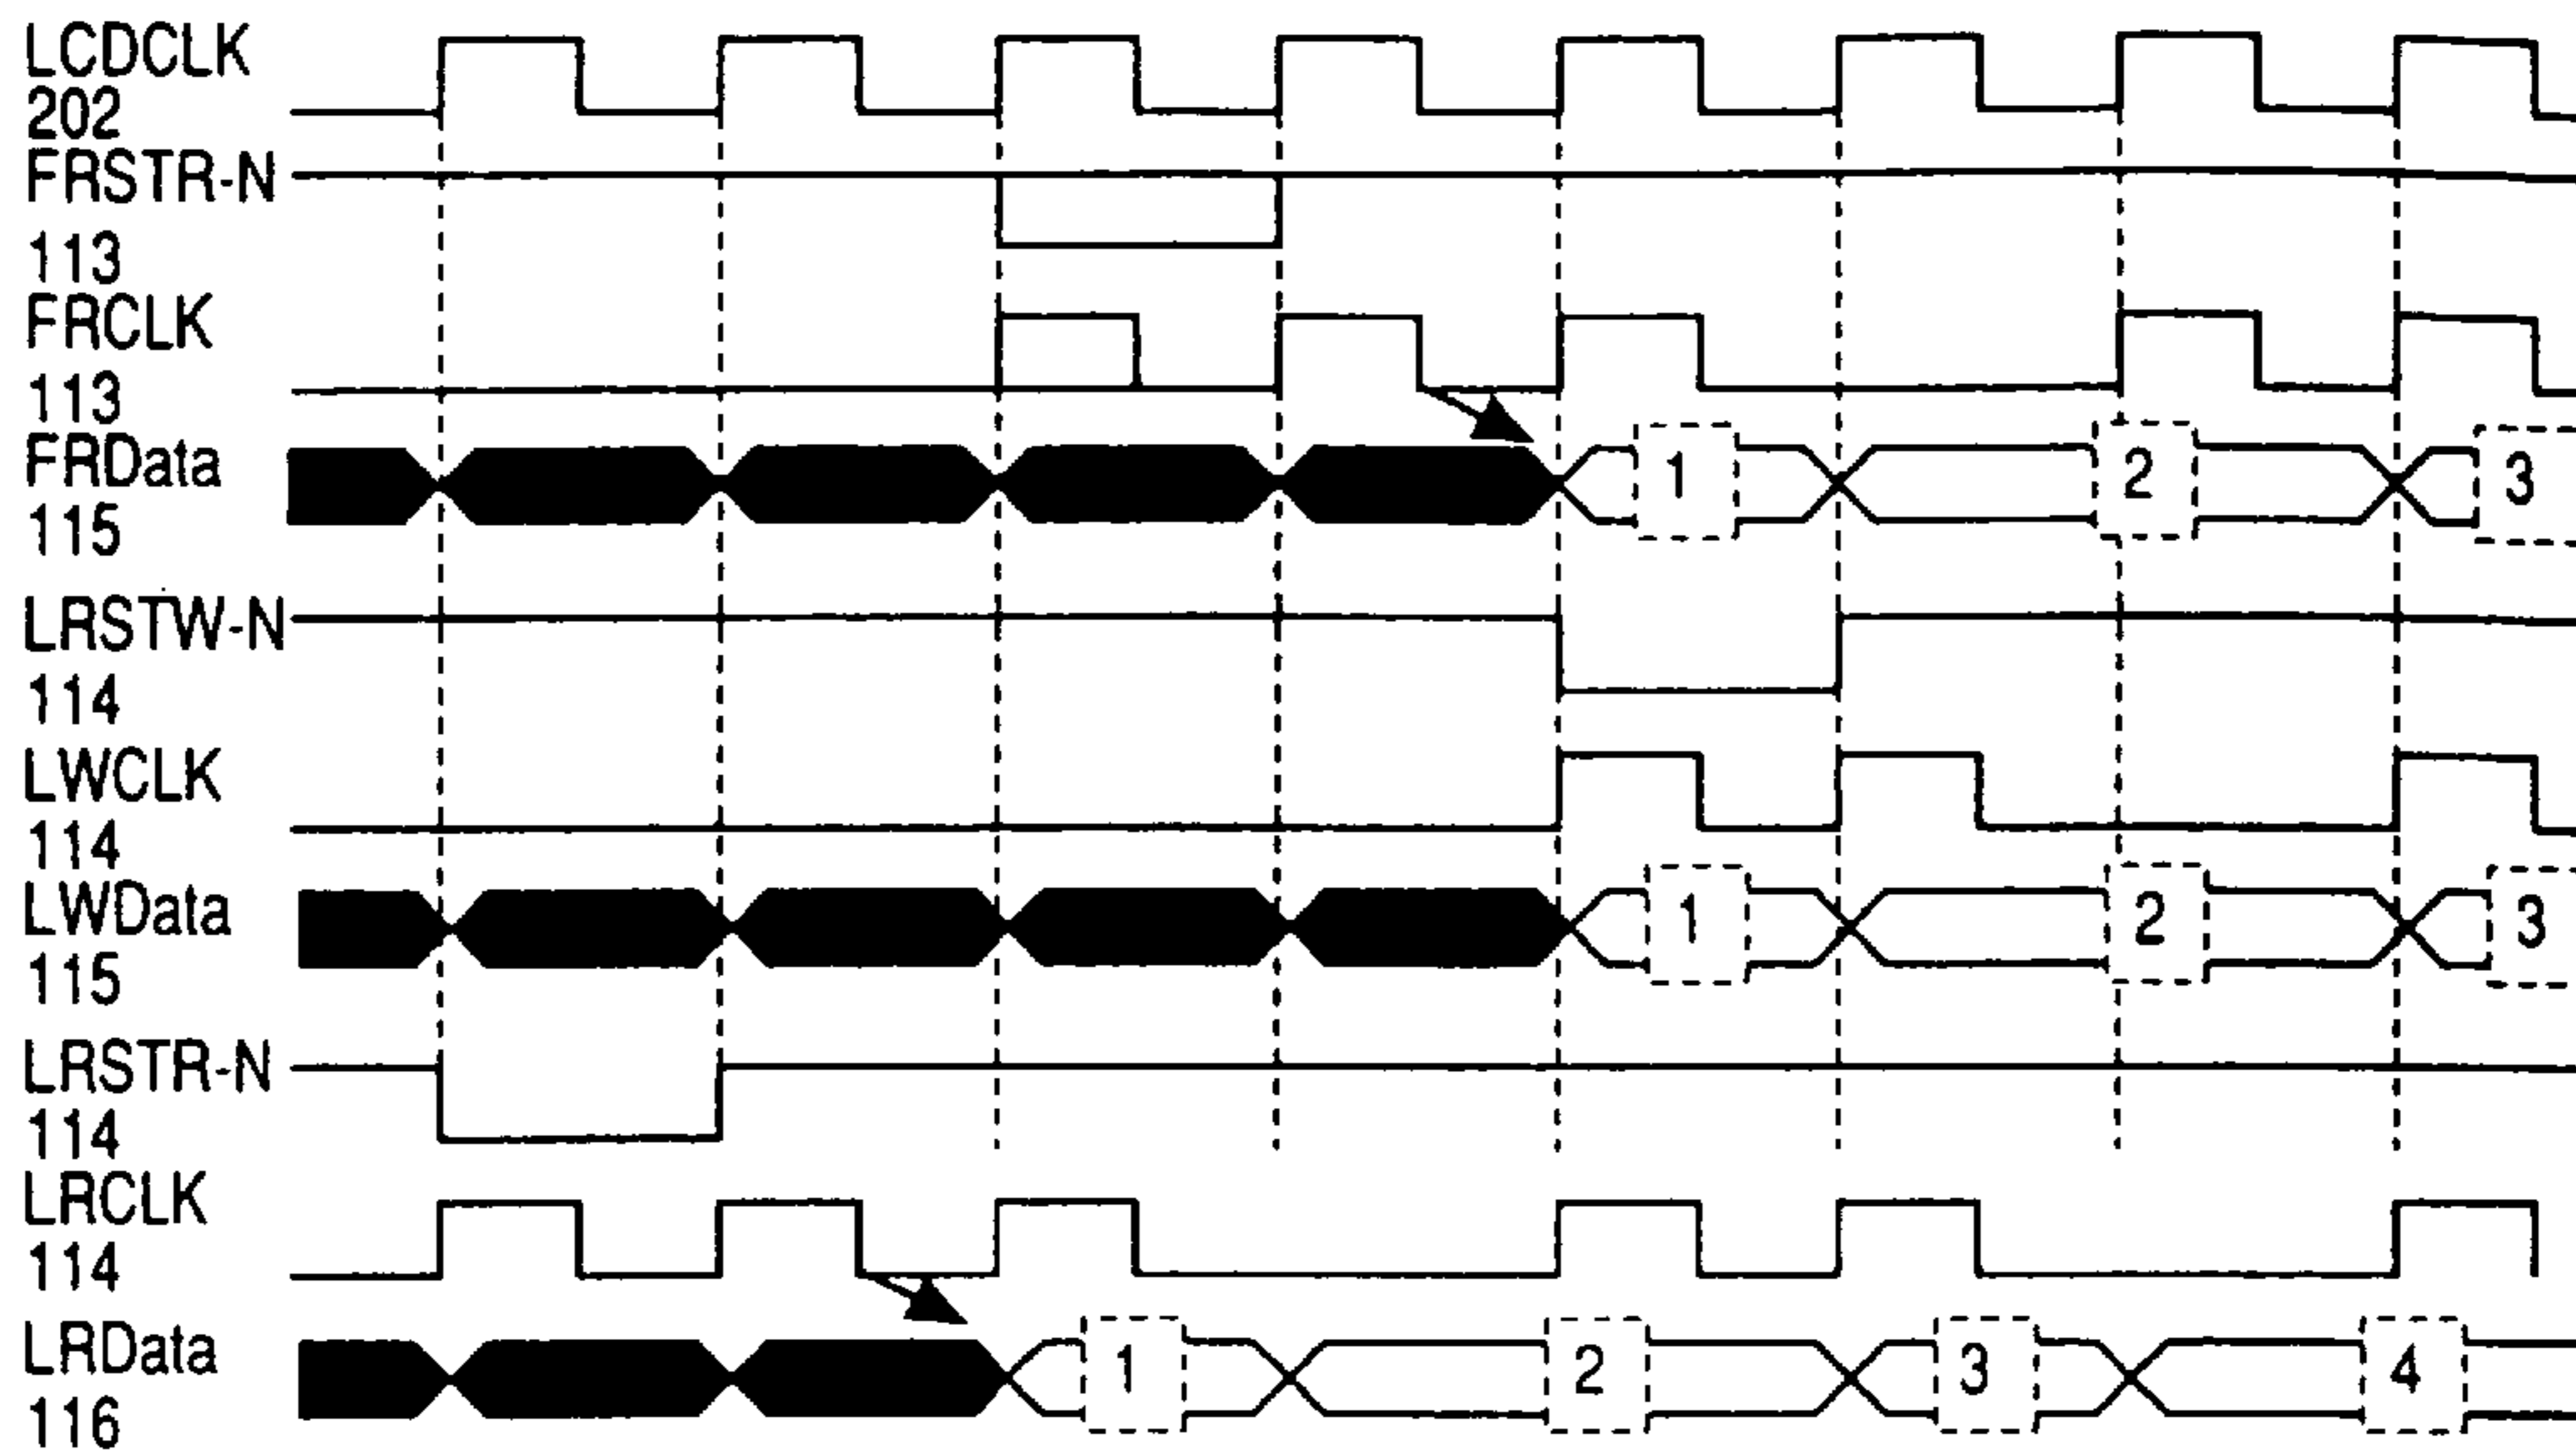 LCDCLK
202
FRSTR-N
113
FRCLK
113
FRData 1 2 3
115
LRSTW-N
114
LWCLK
114
LWData 1 2 3
115
LRSTR-N
114
LRCLK
114
LRData 1 2 3 4
116